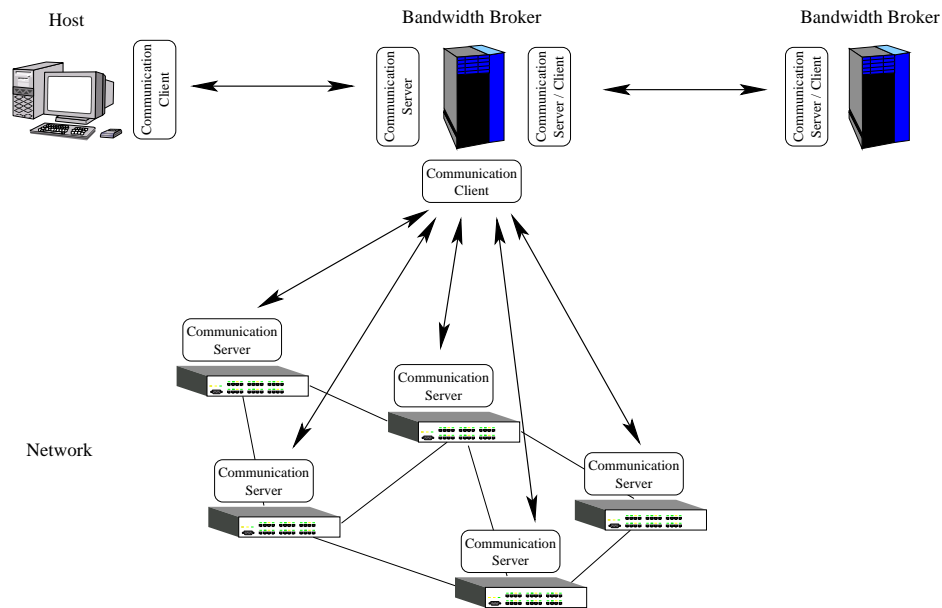 Host
Bandwidth Broker
Bandwidth Broker
Communication
Client
Communication
Server
Communication
Server / Client
Communication
Server / Client
Communication
Client
Communication
Server
Communication
Server
Network
Communication
Server
Communication
Server
Communication
Server